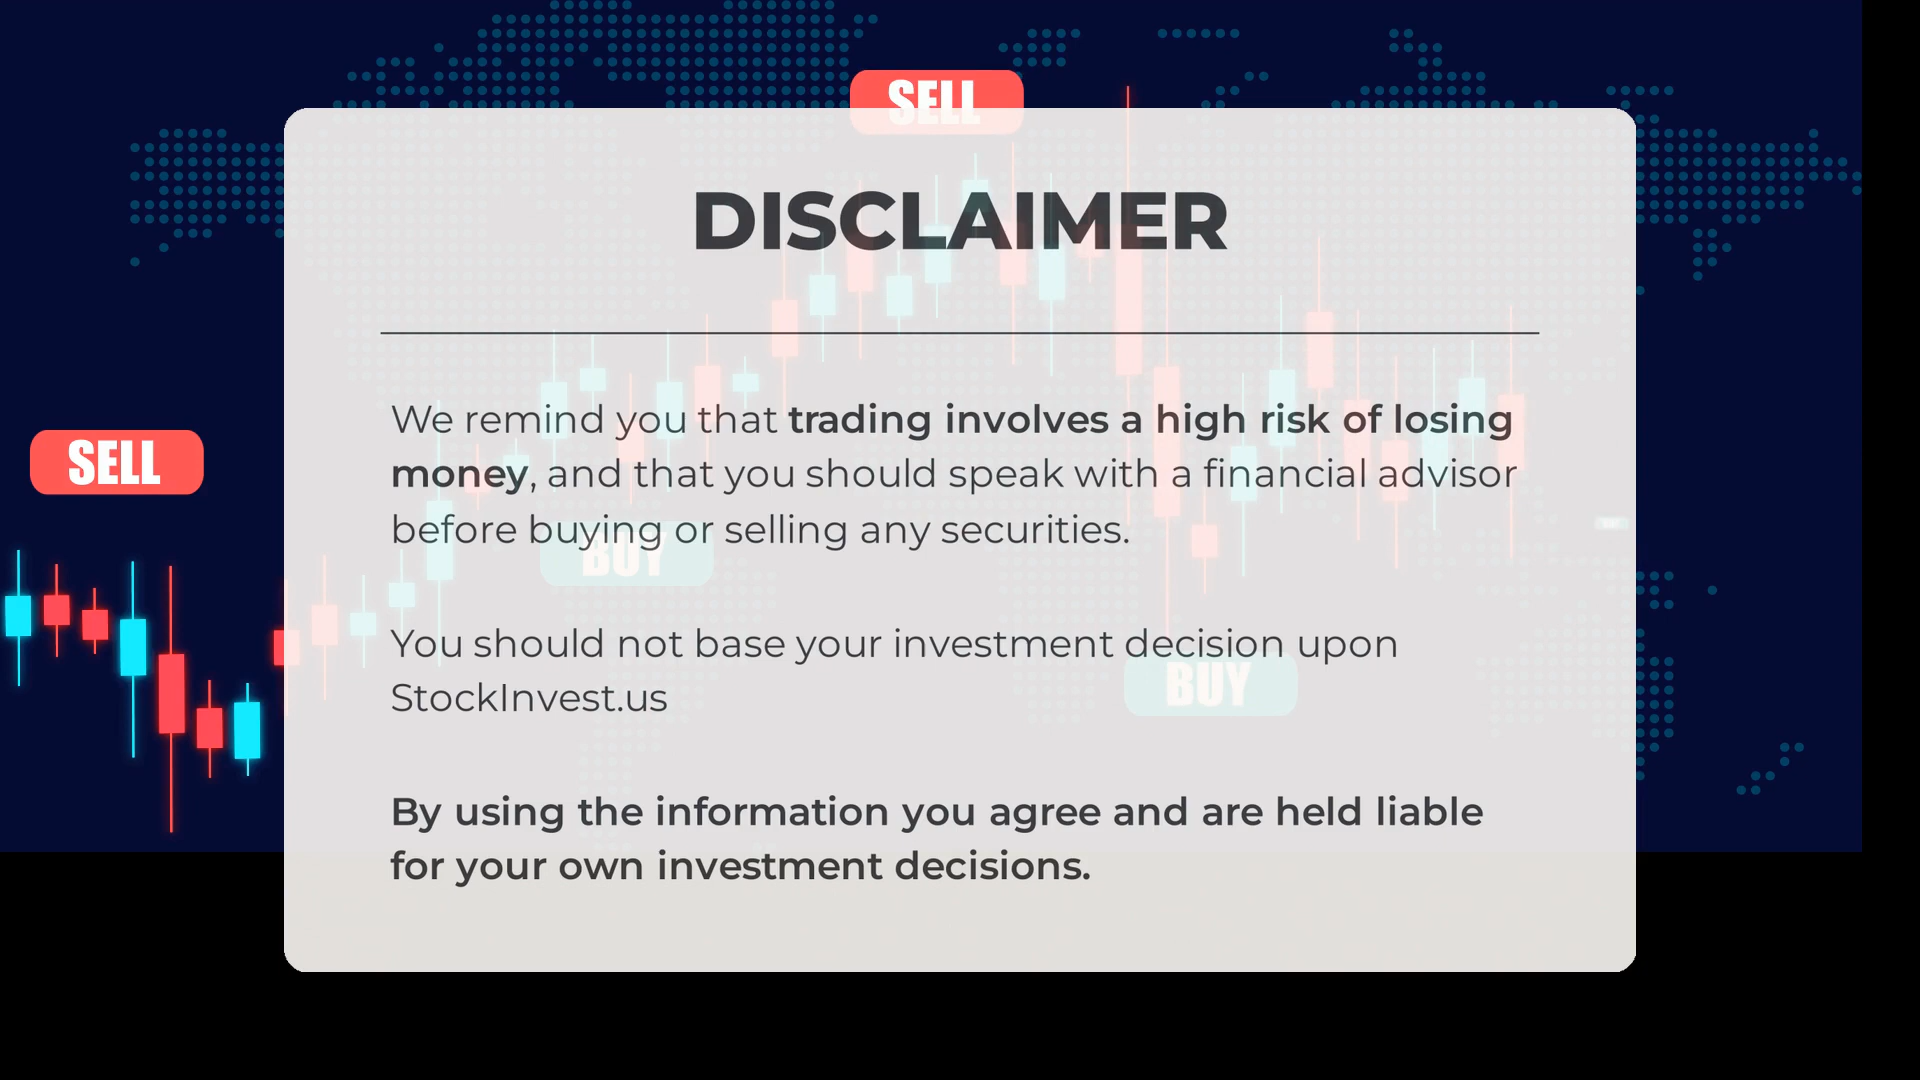 SELL
DISCLAIMER
We remind you that trading involves a high risk of losing
money, and that you should speak with a financial advisor
before buying or selling any securities.
SELL
BUY
You should not base your investment decision upon
StockInvest.us
BUY
By using the information you agree and are held liable
for your own investment decisions.